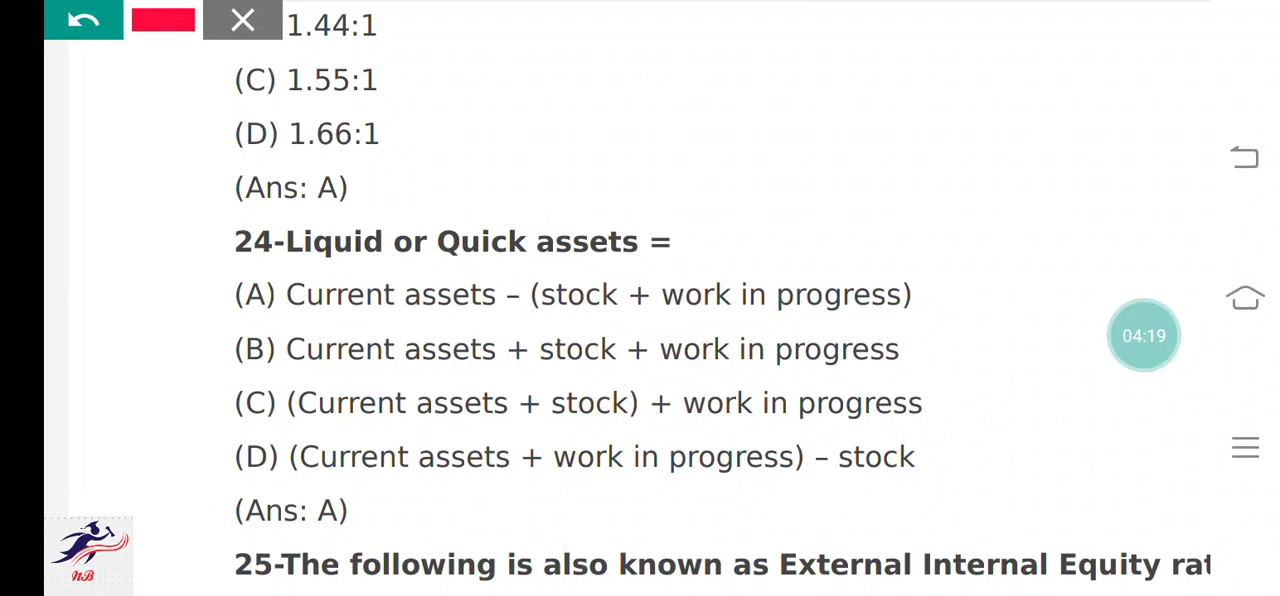 1.44:1
(C) 1.55:1
(D) 1.66:1
(Ans: A)
24-Liquid or Quick assets =
(A) Current assets – (stock + work in progress)
(B) Current assets + stock + work in progress
04:19
(C) (Current assets + stock) + work in progress
(D) (Current assets + work in progress) – stock
(Ans: A)
NB
25-The following is also known as External Internal Equity rat